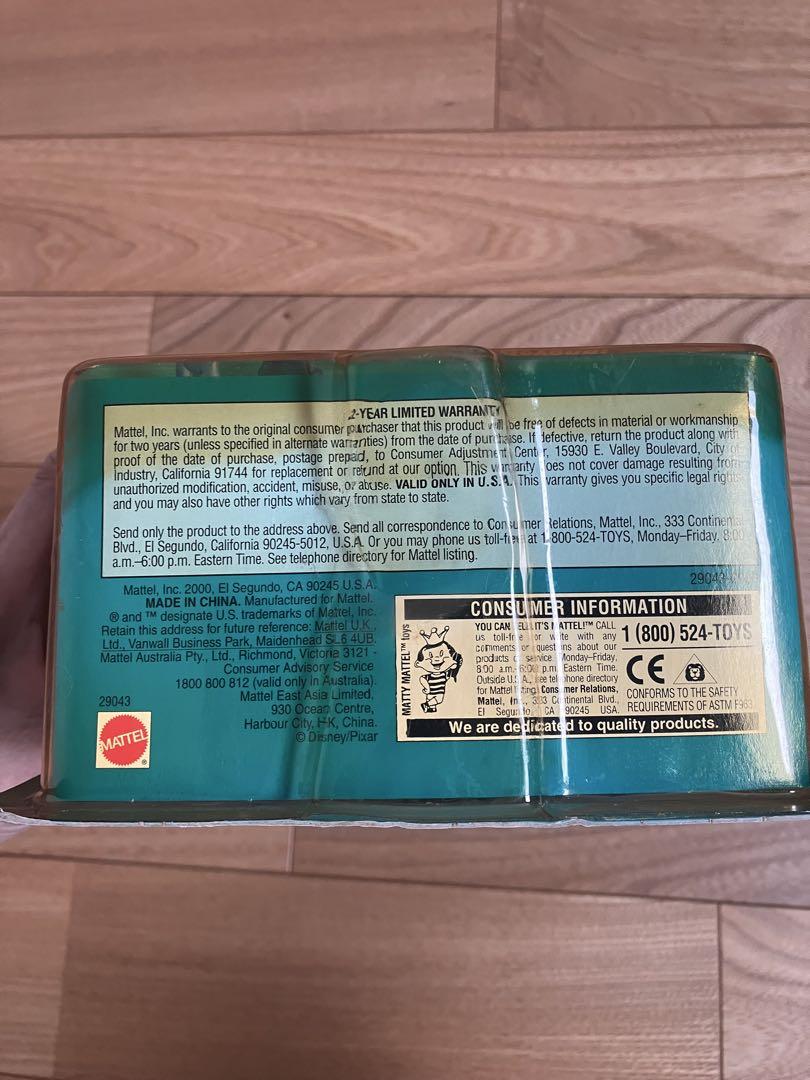 2-YEAR LIMITED WARRANTY
Mattel, Inc. warrants to the original consumer purchaser that this product will be free of defects in material or workmanship
for two years (unless specified in alternate warranties) from the date of purchase. If defective, return the product along with
proof of the date of purchase, postage prepaid, to Consumer Adjustment Center, 15930 E. Valley Boulevard, City of
Industry, California 91744 for replacement or refund at our option. This warranty does not cover damage resulting from
unauthorized modification, accident, misuse, or abuse. VALID ONLY IN U.S.A. This warranty gives you specific legal rights
and you may also have other rights which vary from state to state.
Send only the product to the address above. Send all correspondence to Consumer Relations, Mattel, Inc., 333 Continental
Blvd., El Segundo, California 90245-5012, U.S.A. Or you may phone us toll-free at 1-800-524-TOYS, Monday–Friday. 8:00
a.m.–6:00 p.m. Eastern Time. See telephone directory for Mattel listing.
29043
Mattel, Inc. 2000, El Segundo, CA 90245 U.S.A.
MADE IN CHINA. Manufactured for Mattel.
® and ™ designate U.S. trademarks of Mattel, Inc.
Retain this address for future reference: Mattel U.K.,
Ltd., Vanwall Business Park, Maidenhead SL6 4UB.
Mattel Australia Pty., Ltd., Richmond, Victoria 3121 -
Consumer Advisory Service
1800 800 812 (valid only in Australia).
Mattel East Asia Limited,
930 Ocean Centre,
Harbour City, HK, China.
© Disney/Pixar
29043
MATTEL ®
CONSUMER INFORMATION
MATTY MATTEL™ toys
YOU CAN TELL IT'S MATTEL!™ CALL
us toll-free or write with any
comments or questions about our
products or service. Monday–Friday,
8:00 a.m.-6:00 p.m. Eastern Time.
Outside U.S.A., see telephone directory
for Mattel listing. Consumer Relations,
Mattel, Inc., 333 Continental Blvd.,
El Segundo, CA 90245 USA.
1 (800) 524-TOYS
CE
CONFORMS TO THE SAFETY
REQUIREMENTS OF ASTM F963
We are dedicated to quality products.